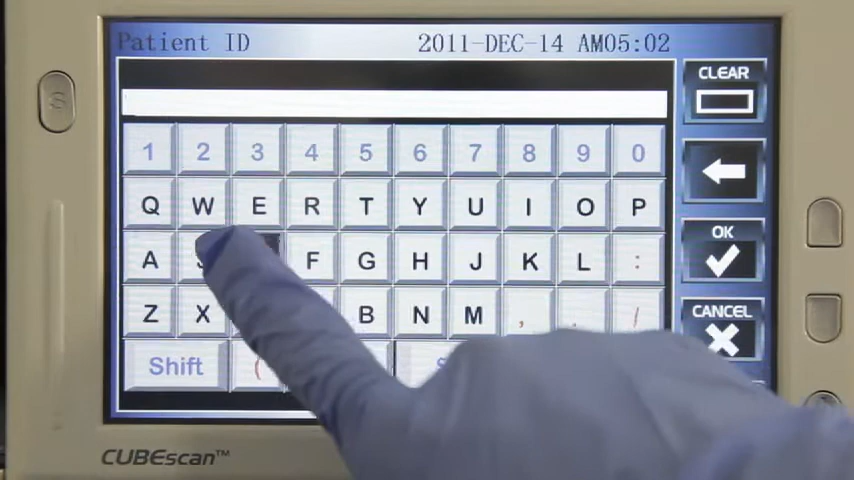 Patient ID 2011-DEC-14 AM05:02
CLEAR
1 2 3 4 5 6 7 8 9 0
Q W E R T Y U I O P
OK
A S F G H J K L :
CANCEL
Z X B N M , . /
Shift ( S
CUBEscan™
S